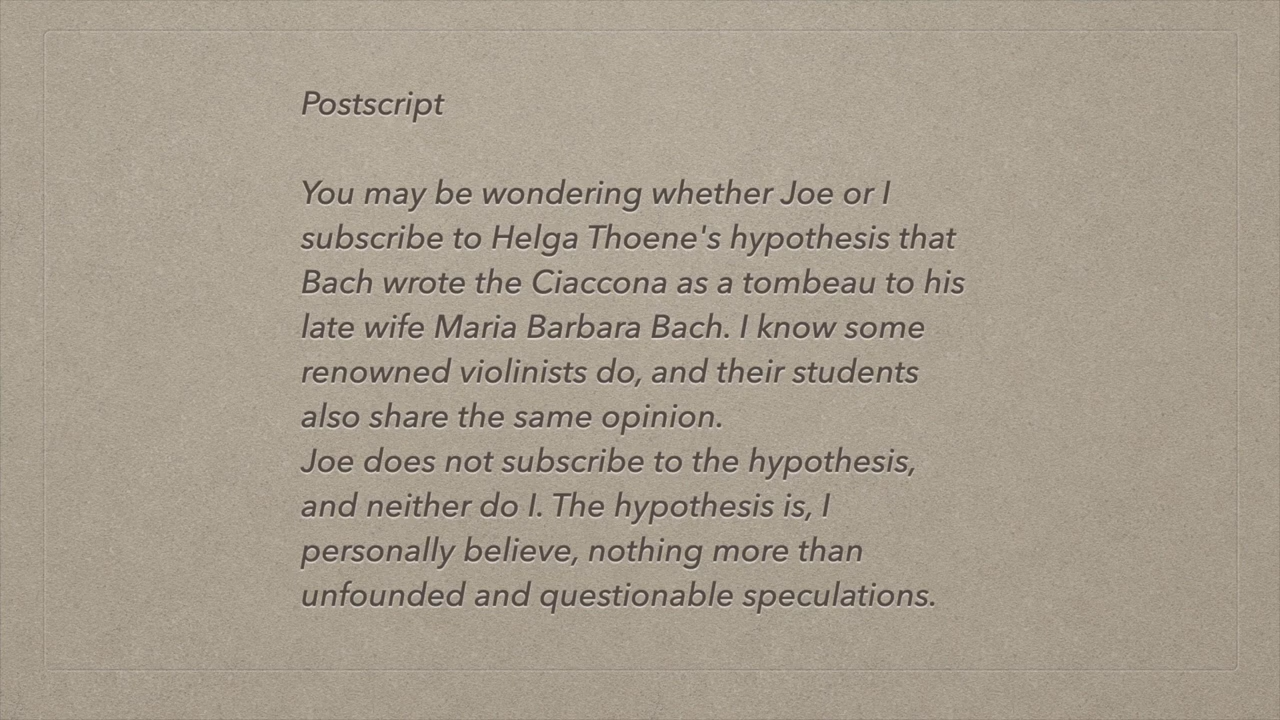 Postscript
You may be wondering whether Joe or I
subscribe to Helga Thoene's hypothesis that
Bach wrote the Ciaccona as a tombeau to his
late wife Maria Barbara Bach. I know some
renowned violinists do, and their students
also share the same opinion.
Joe does not subscribe to the hypothesis,
and neither do I. The hypothesis is, I
personally believe, nothing more than
unfounded and questionable speculations.